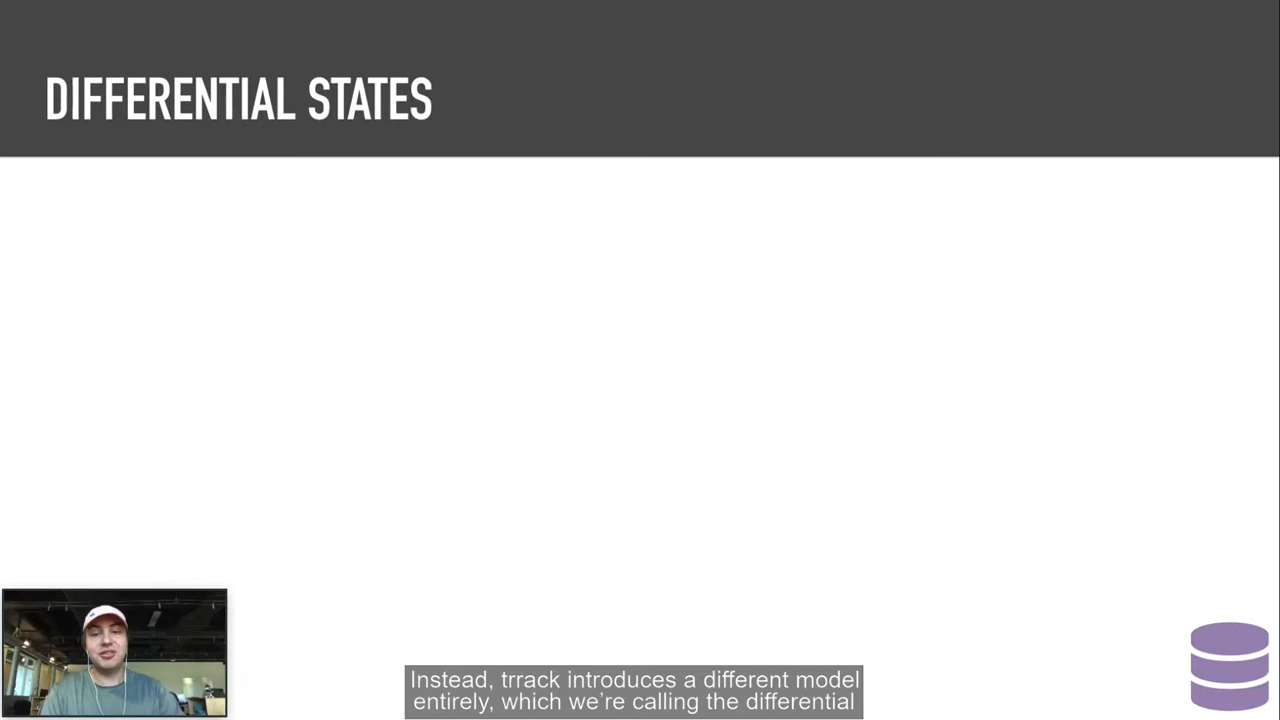 DIFFERENTIAL STATES
Instead, trrack introduces a different model
entirely, which we're calling the differential